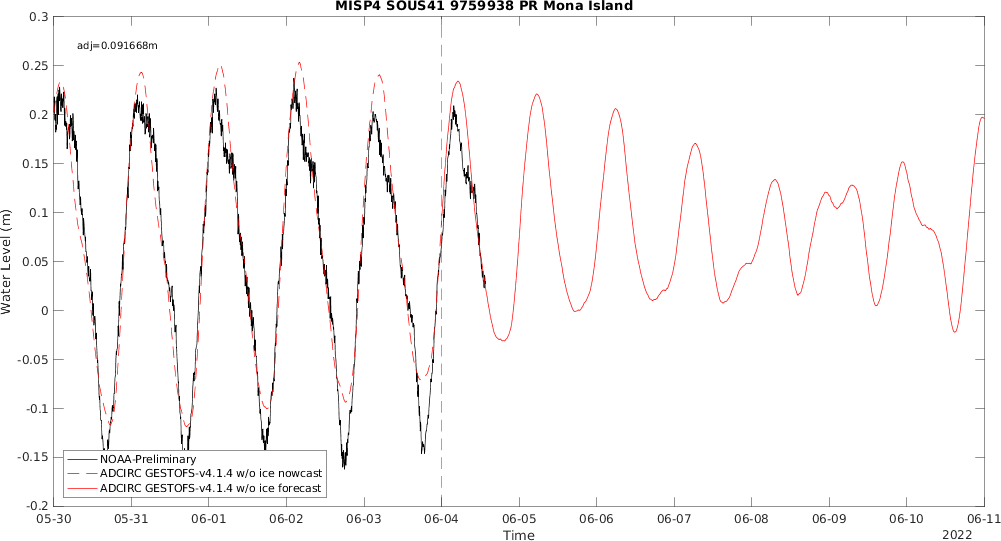 MISP4 SOUS41 9759938 PR Mona Island
adj=0.091668m
Water Level (m)
0.3
0.25
0.2
0.15
0.1
0.05
0
-0.05
-0.1
-0.15
-0.2
NOAA-Preliminary
ADCIRC GESTOFS-v4.1.4 w/o ice nowcast
ADCIRC GESTOFS-v4.1.4 w/o ice forecast
05-30 05-31 06-01 06-02 06-03 06-04 06-05 06-06 06-07 06-08 06-09 06-10 06-11
Time
2022